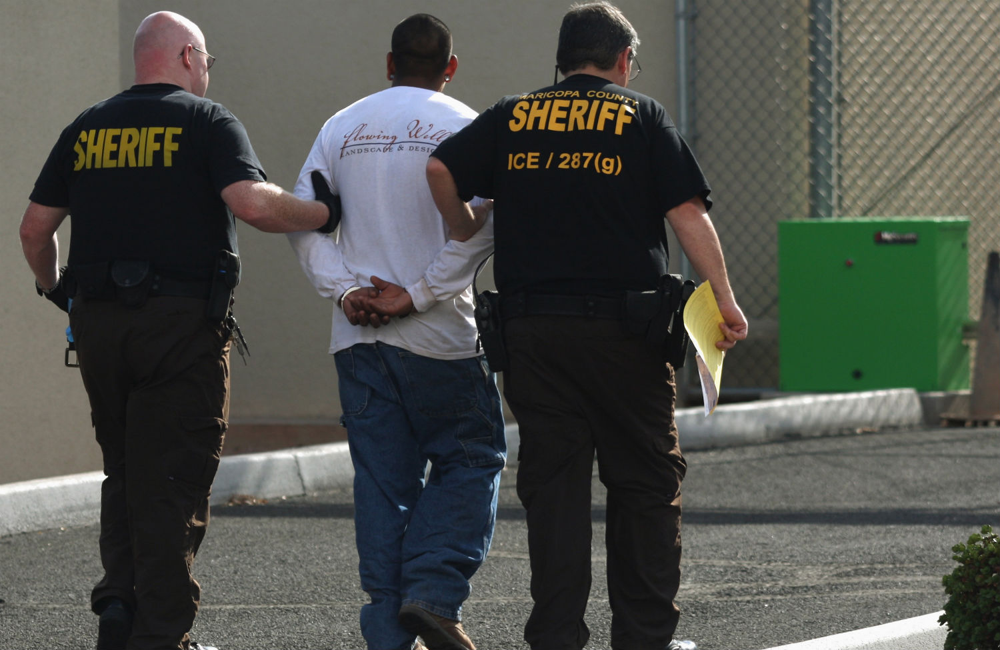 SHERIFF
flowing Well
LANDSCAPE & DESIG
MARICOPA COUNTY
SHERIFF
ICE / 287(g)